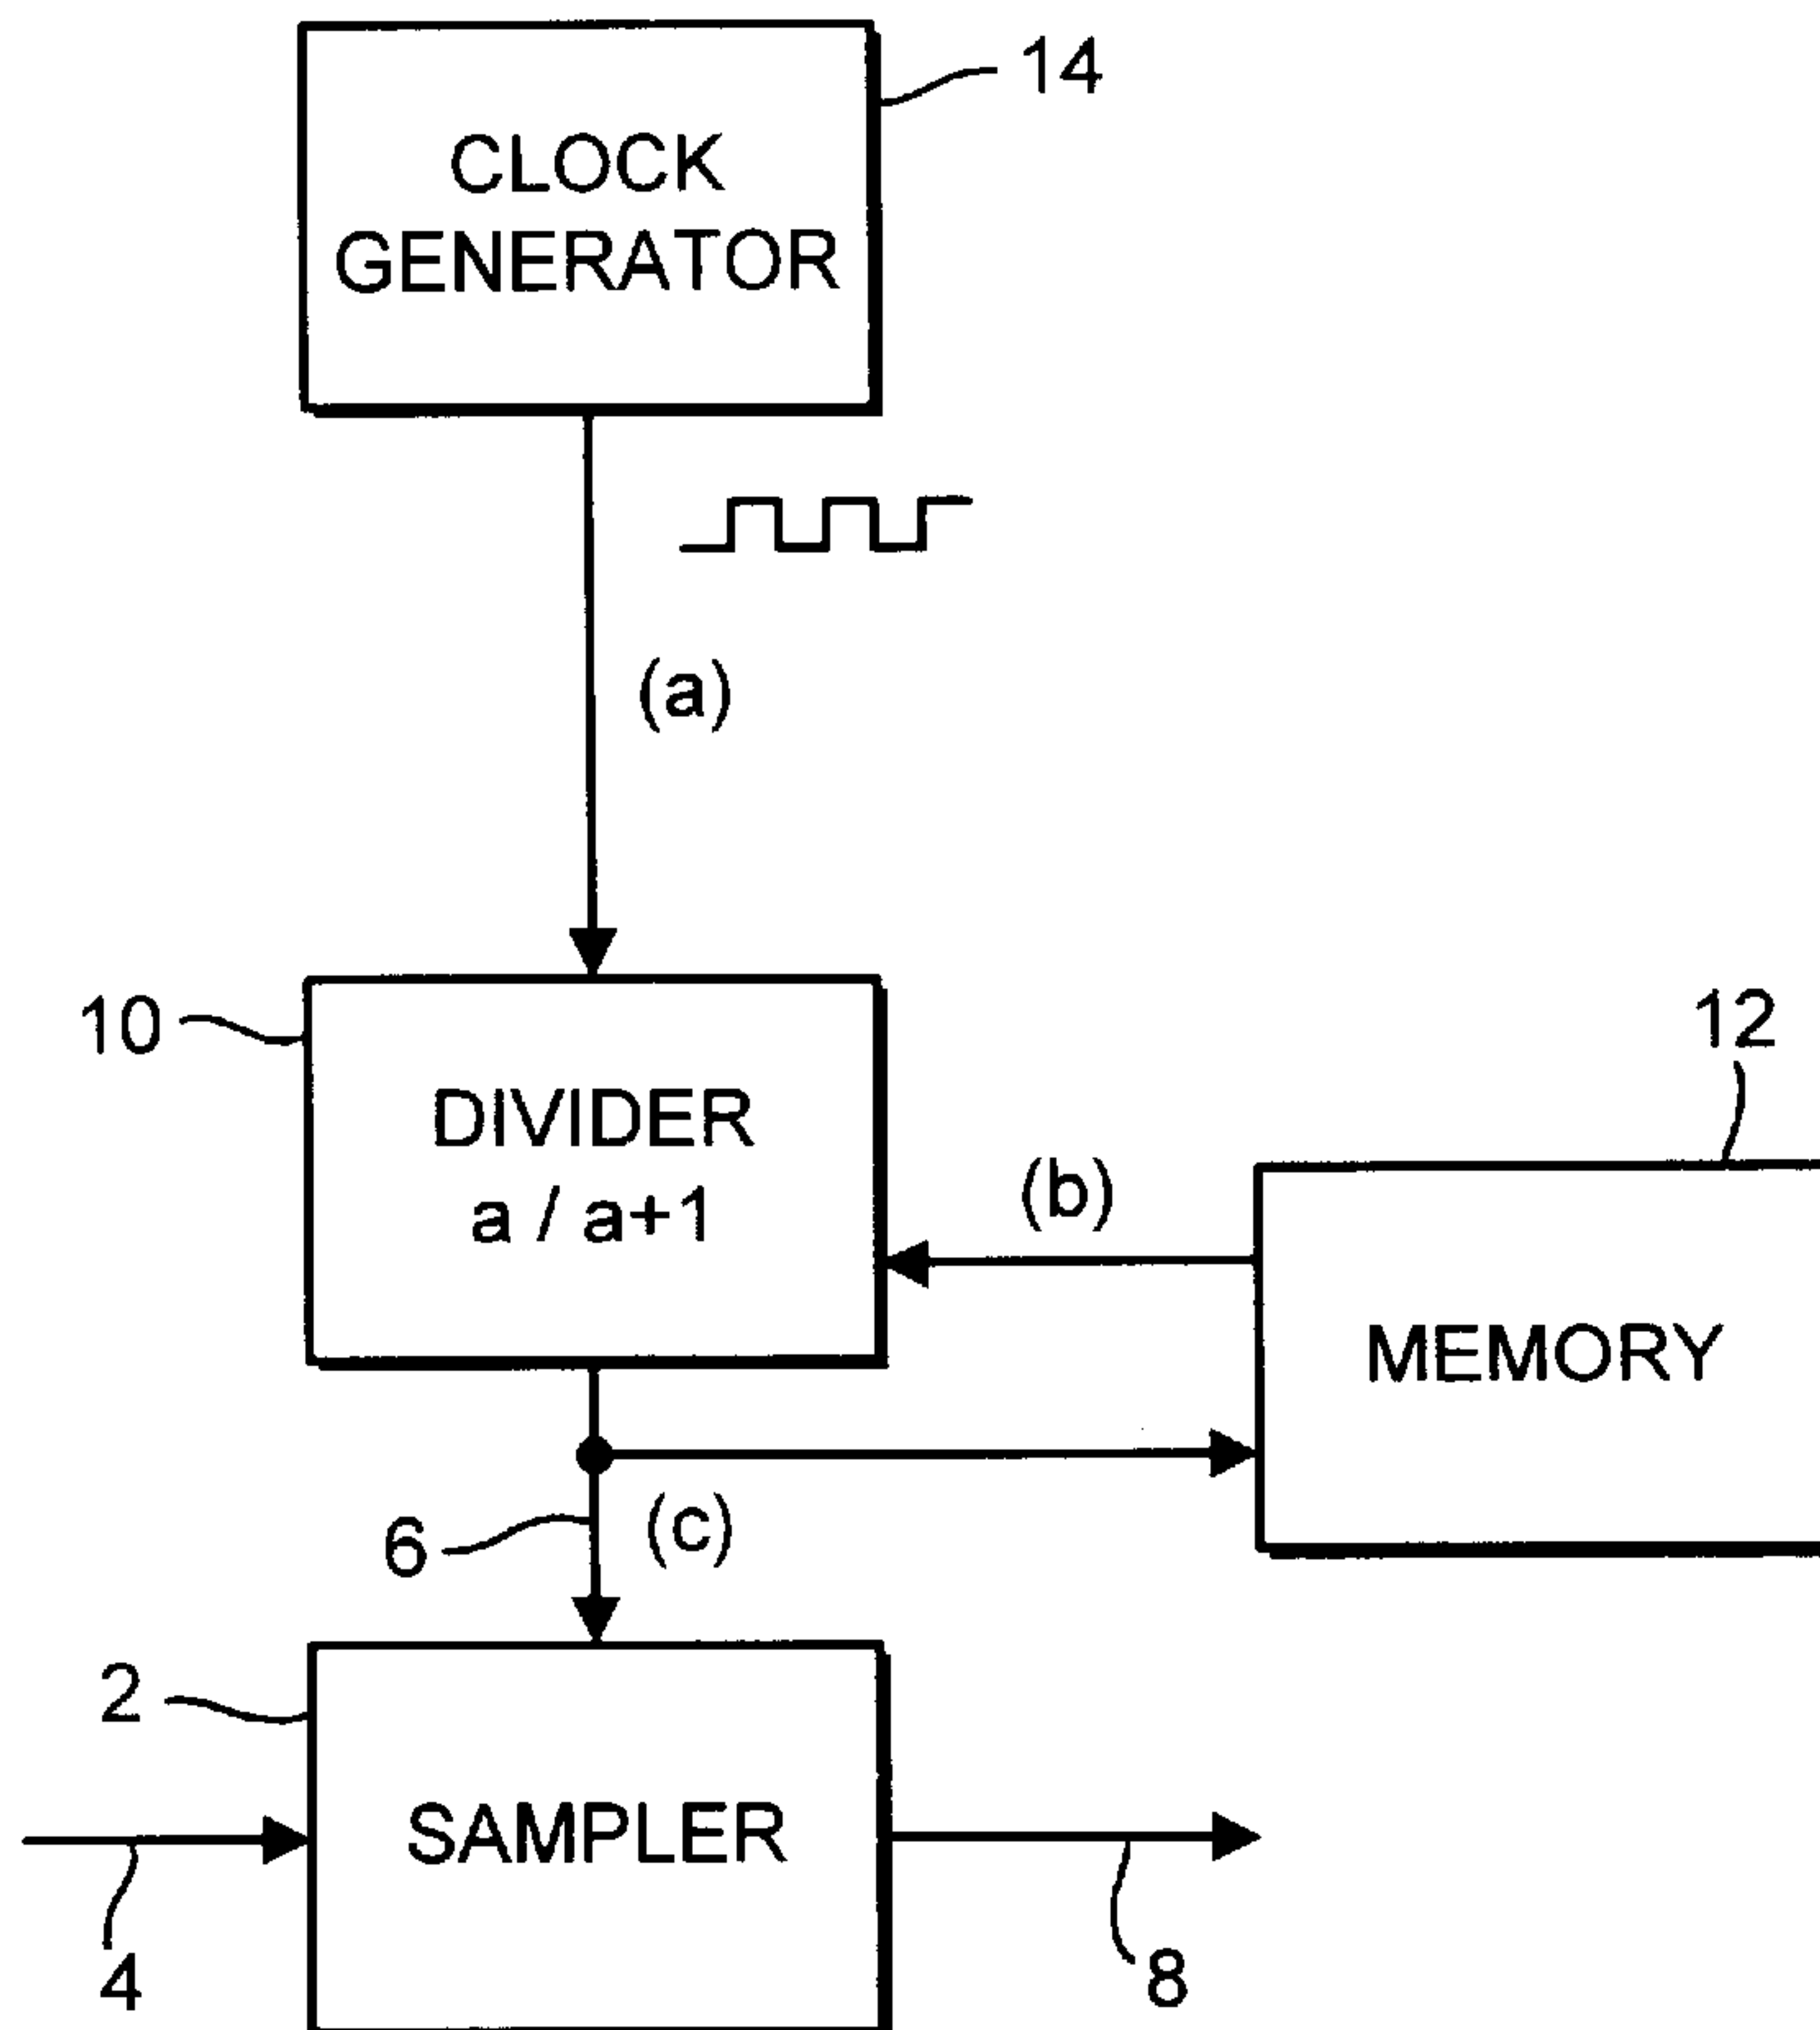 14
CLOCK
GENERATOR
(a)
10
12
DIVIDER
a / a+1
(b)
MEMORY
6
(c)
2
SAMPLER
4
8